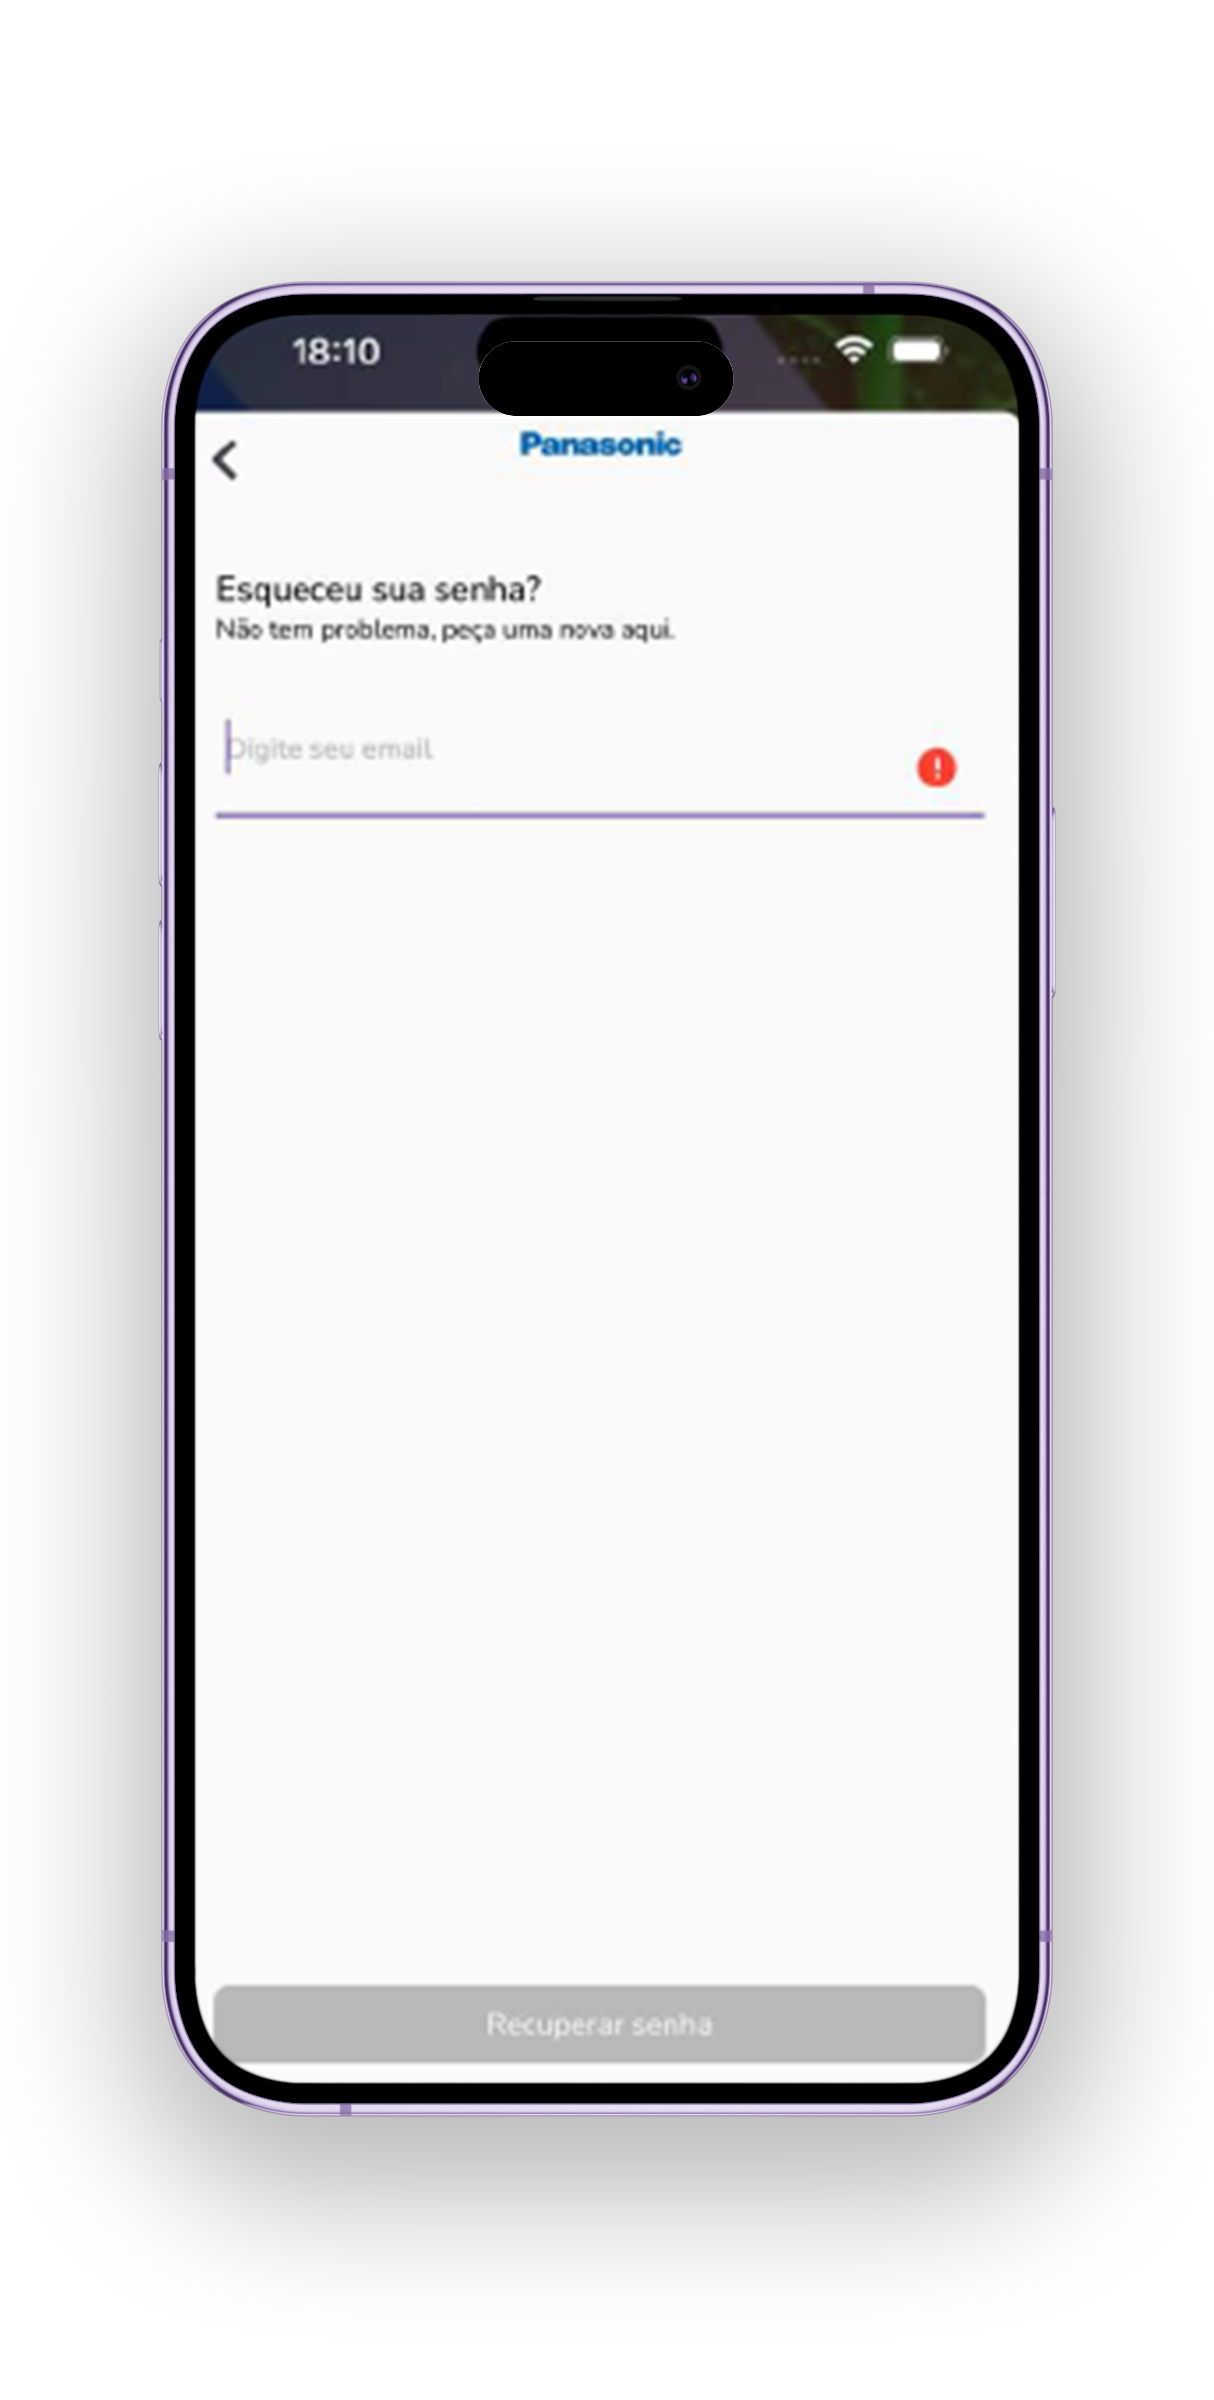 18:10
Panasonic
Esqueceu sua senha?
Não tem problema, peça uma nova aqui.
Digite seu email
Recuperar senha